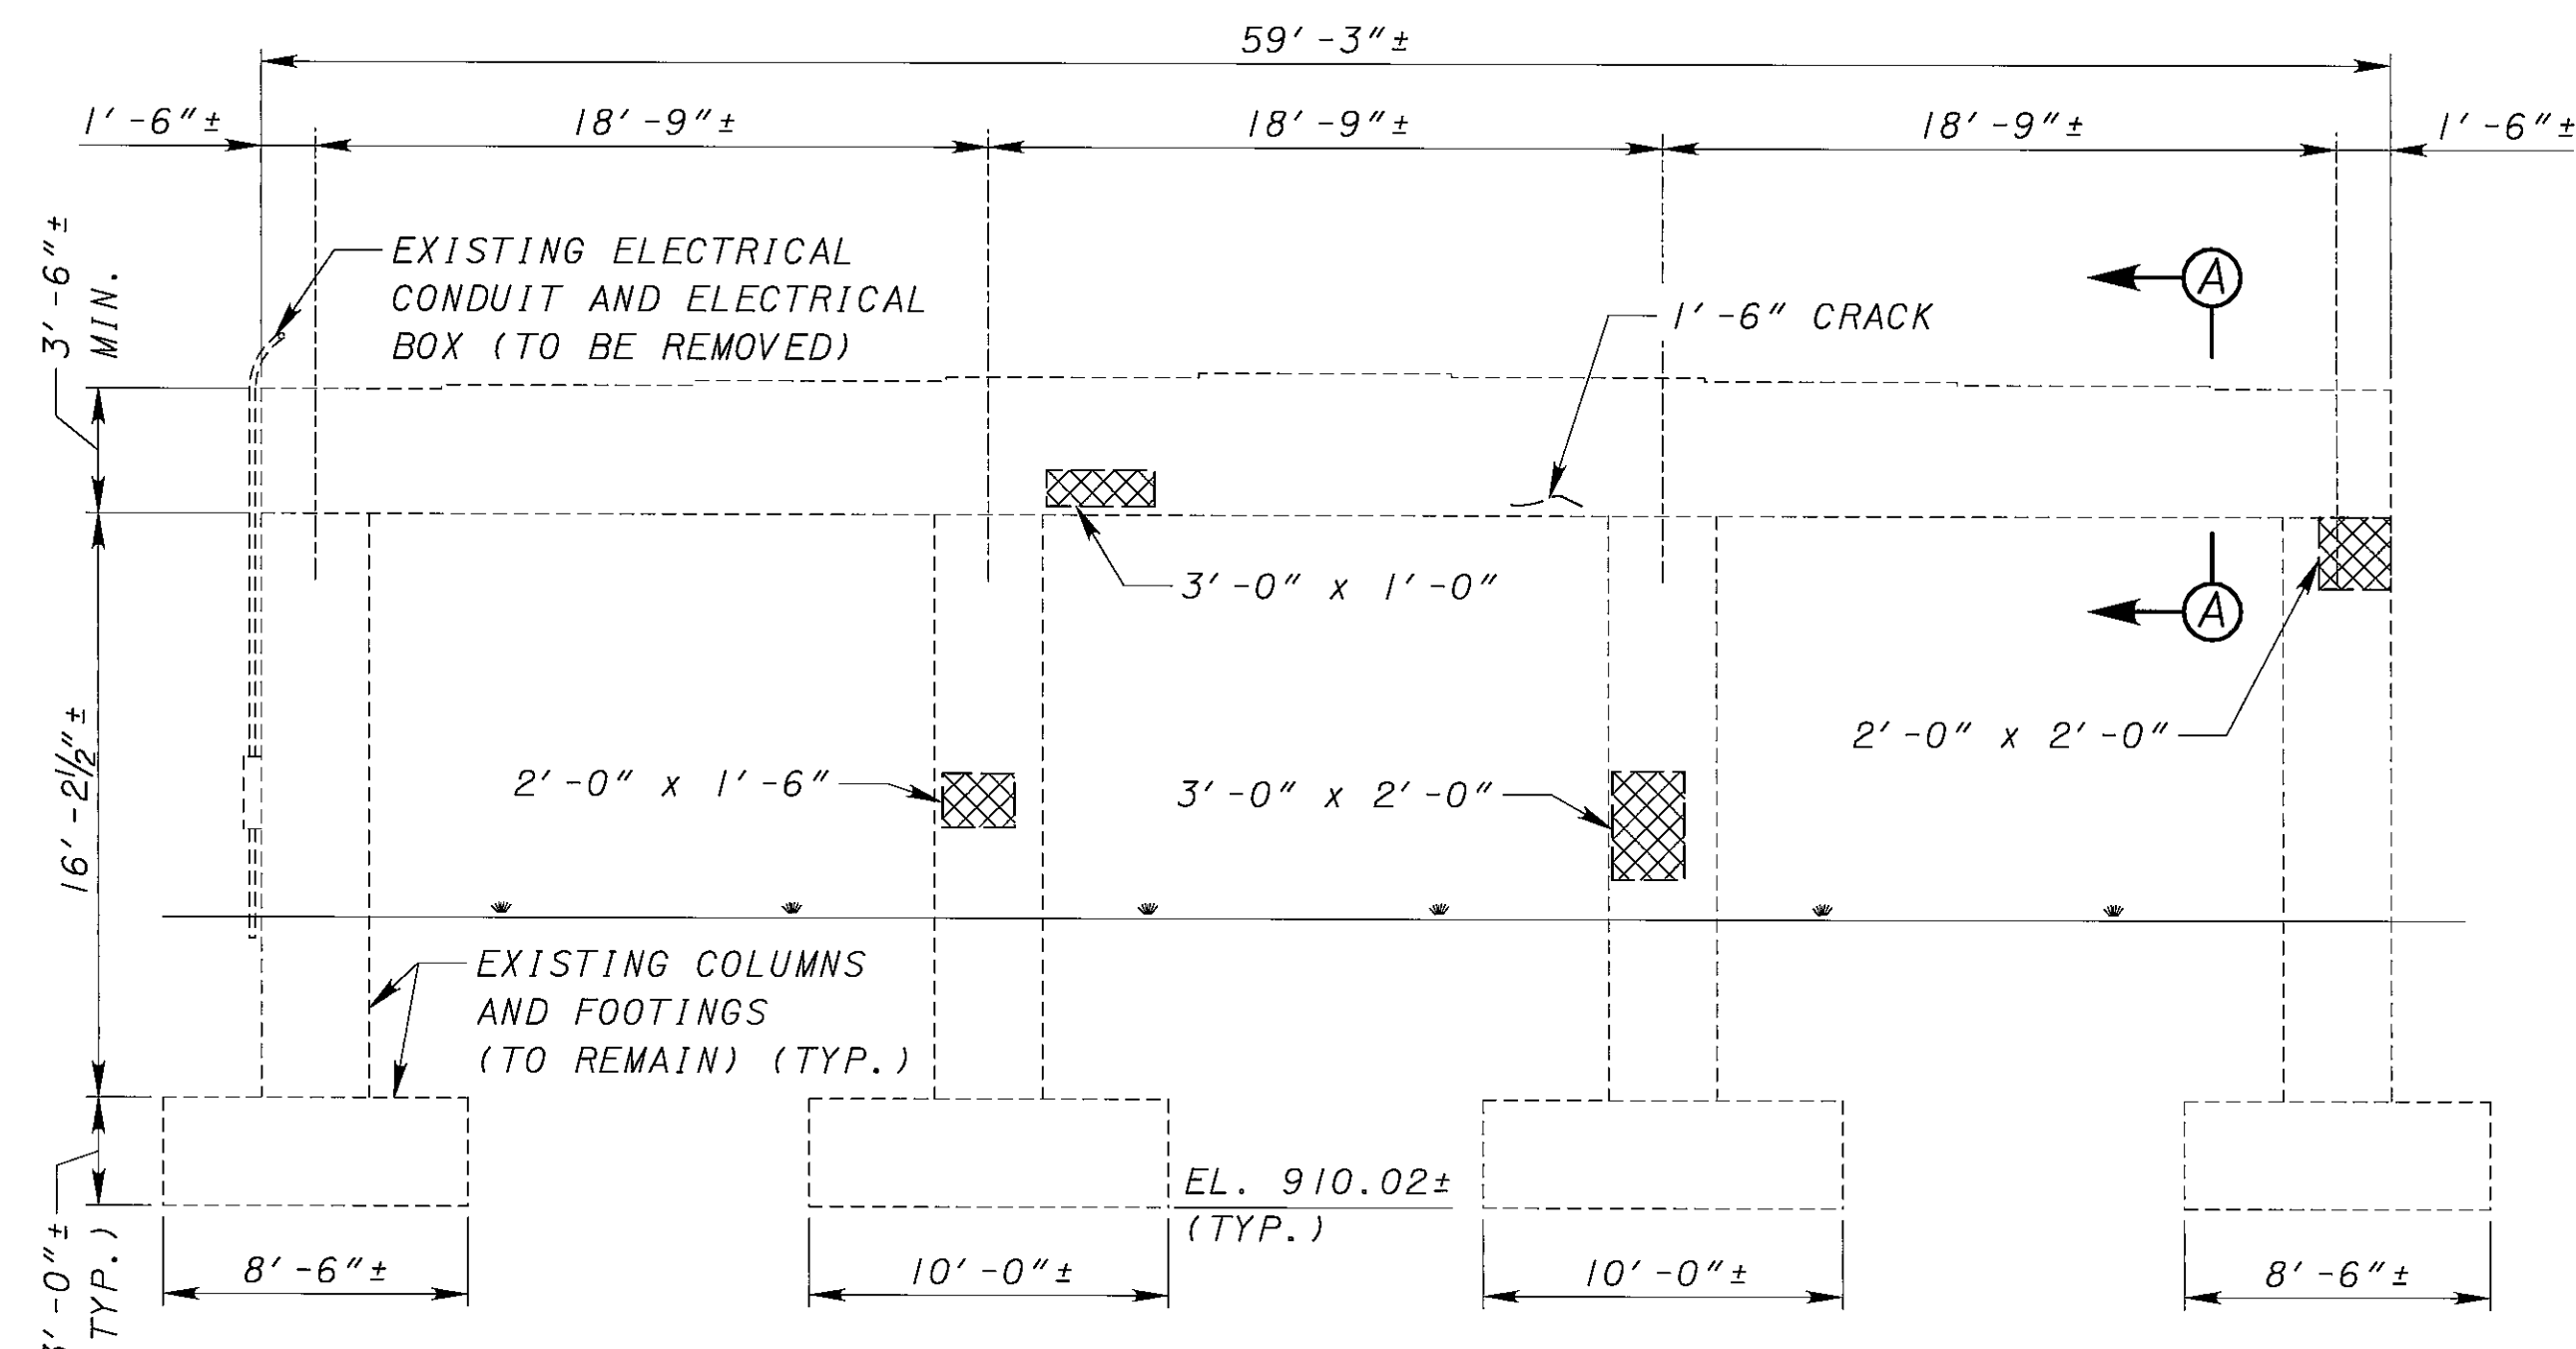 59'-3"±
1'-6"±
18'-9"±
18'-9"±
18'-9"±
1'-6"±
3'-6"±
MIN.
EXISTING ELECTRICAL
CONDUIT AND ELECTRICAL
BOX (TO BE REMOVED)
1'-6" CRACK
A
3'-0" x 1'-0"
A
16'-2½"±
2'-0" x 1'-6"
3'-0" x 2'-0"
2'-0" x 2'-0"
EXISTING COLUMNS
AND FOOTINGS
(TO REMAIN) (TYP.)
EL. 910.02±
(TYP.)
3'-0"±
TYP.)
8'-6"±
10'-0"±
10'-0"±
8'-6"±